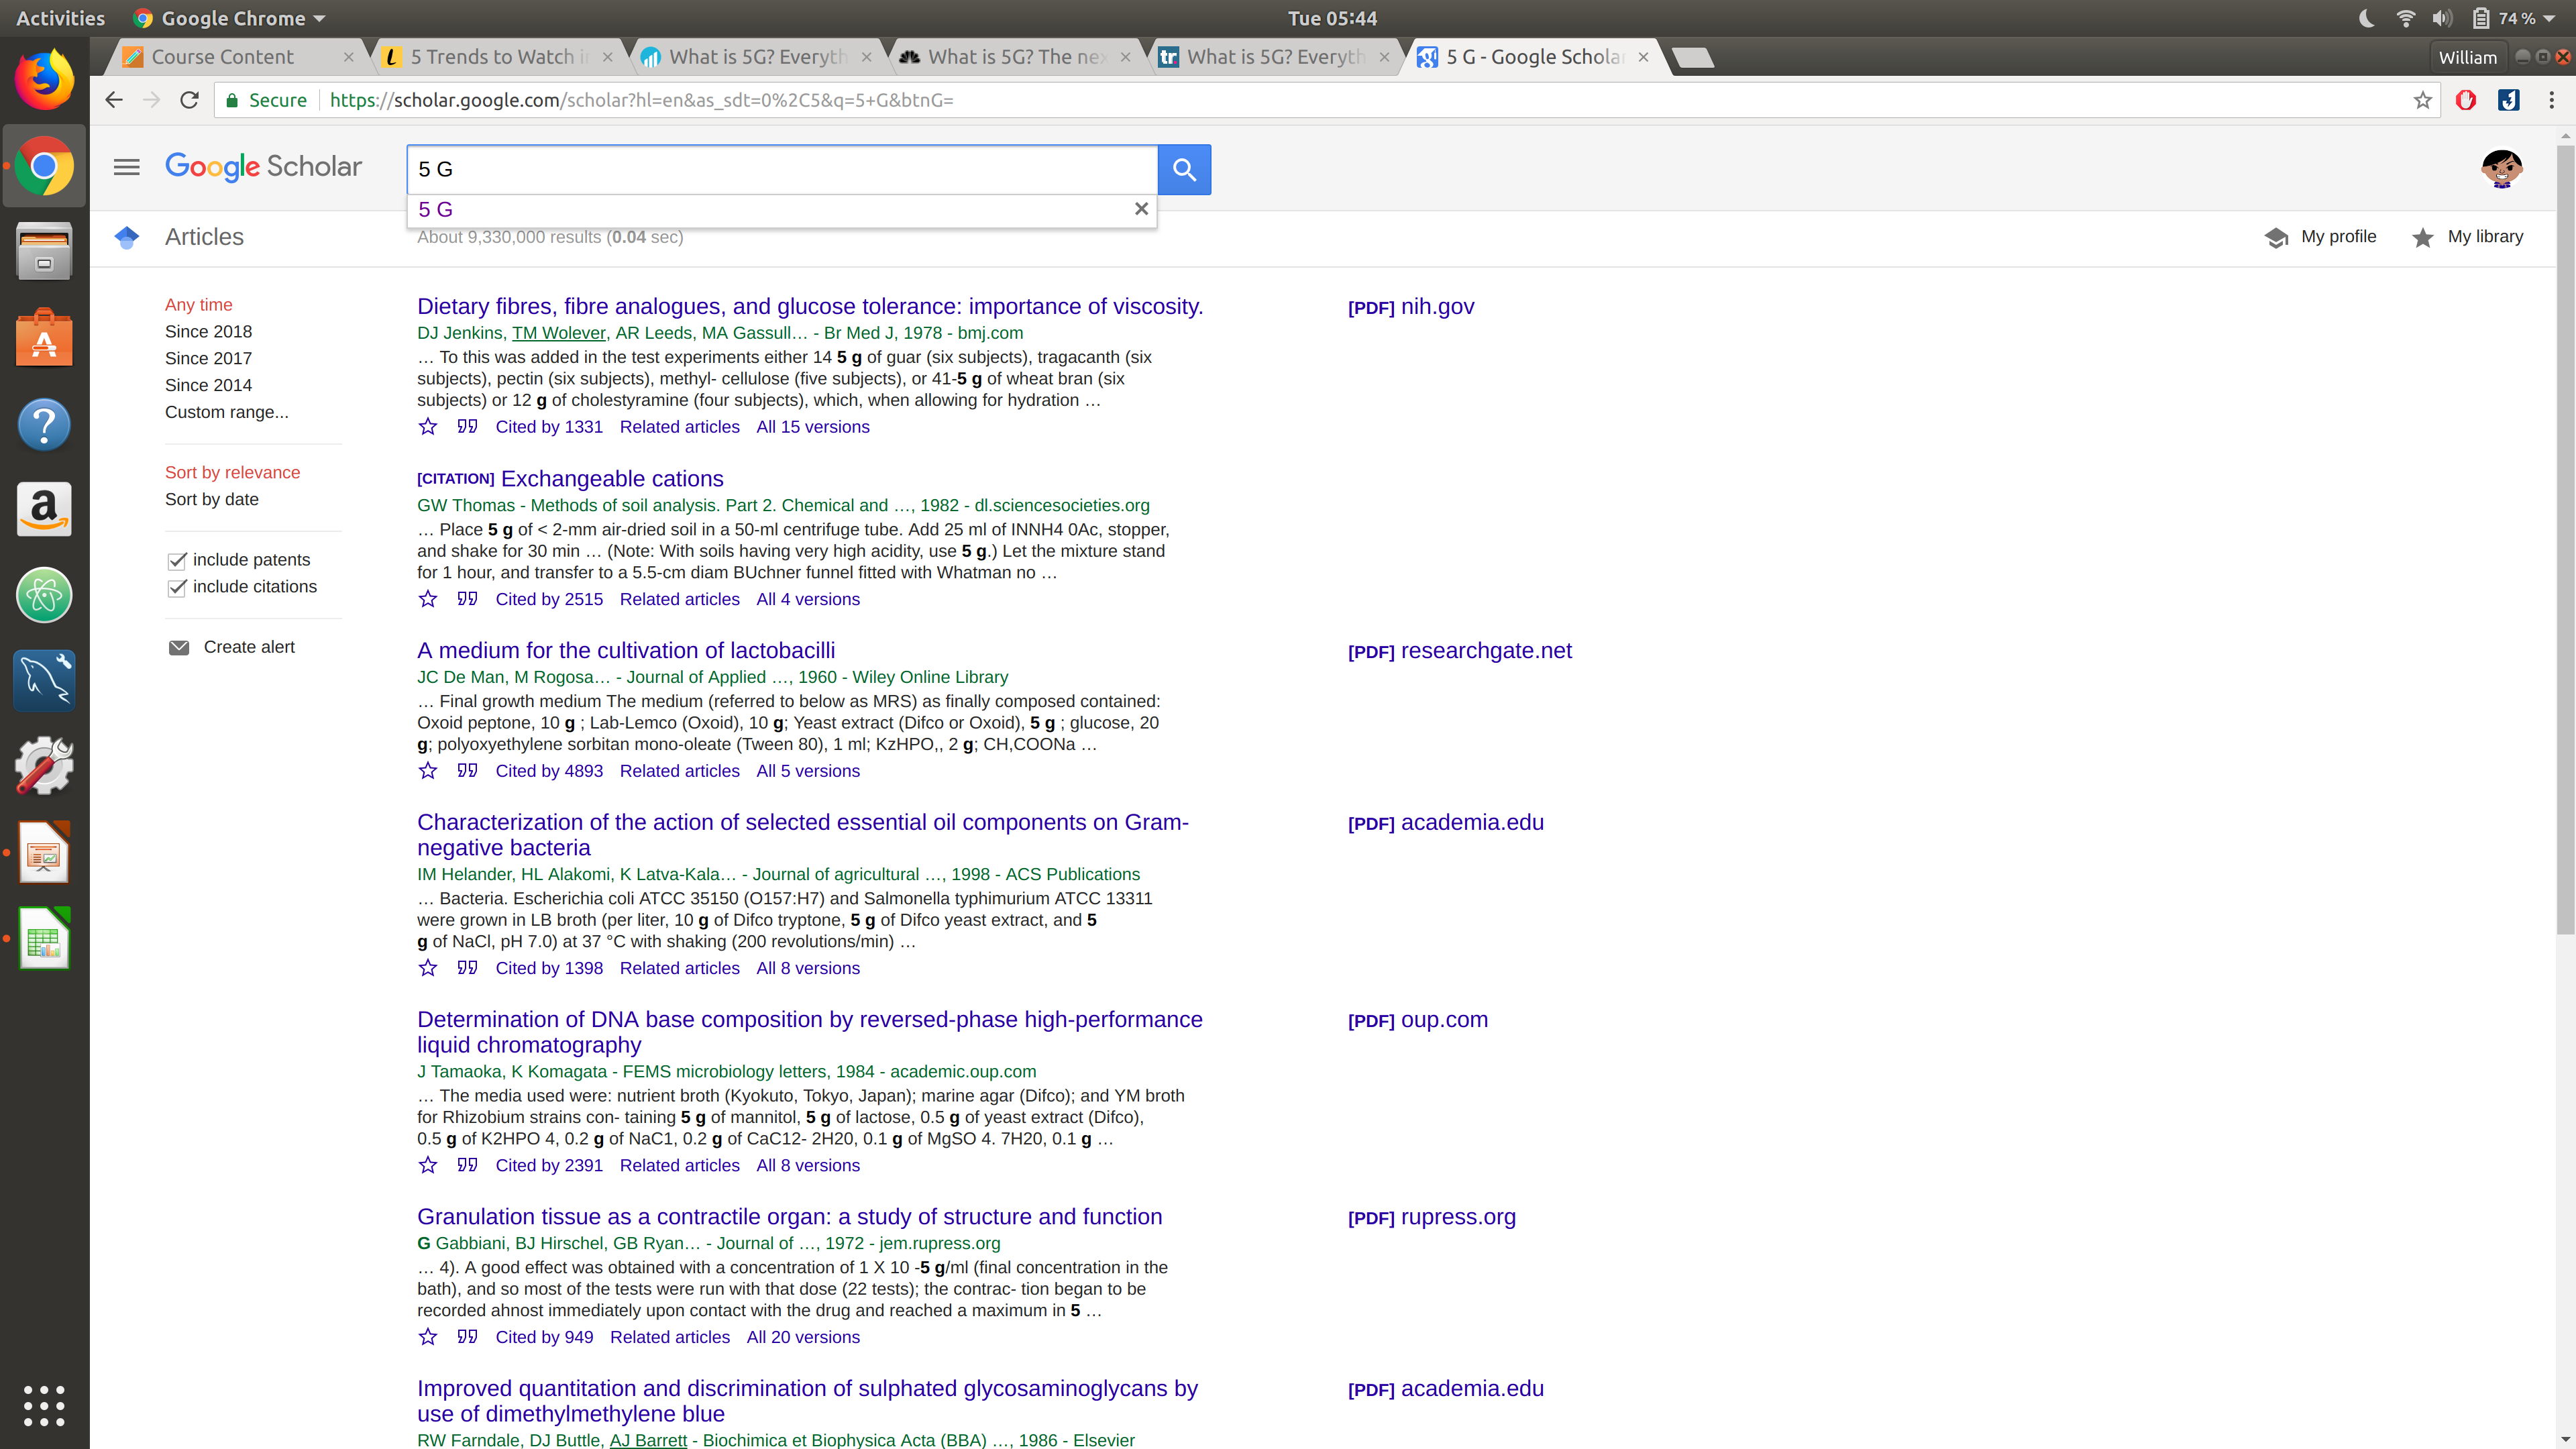 Activities
Google Chrome
Tue 05:44
74 %
Course Content
5 Trends to Watch i
What is 5G? Everyth
What is 5G? The ne
What is 5G? Everyth
5 G - Google Schola
William
Secure
https://scholar.google.com/scholar?hl=en&as_sdt=0%2C5&q=5+G&btnG=
Google Scholar
5 G
5 G
Articles
About 9,330,000 results (0.04 sec)
My profile
My library
Any time
Since 2018
Since 2017
Since 2014
Custom range...
Sort by relevance
Sort by date
include patents
include citations
Create alert
Dietary fibres, fibre analogues, and glucose tolerance: importance of viscosity.
DJ Jenkins, TM Wolever, AR Leeds, MA Gassull… - Br Med J, 1978 - bmj.com
… To this was added in the test experiments either 14 5 g of guar (six subjects), tragacanth (six
subjects), pectin (six subjects), methyl- cellulose (five subjects), or 41-5 g of wheat bran (six
subjects) or 12 g of cholestyramine (four subjects), which, when allowing for hydration …
Cited by 1331 Related articles All 15 versions
[PDF] nih.gov
[CITATION] Exchangeable cations
GW Thomas - Methods of soil analysis. Part 2. Chemical and …, 1982 - dl.sciencesocieties.org
… Place 5 g of < 2-mm air-dried soil in a 50-ml centrifuge tube. Add 25 ml of INNH4 0Ac, stopper,
and shake for 30 min … (Note: With soils having very high acidity, use 5 g.) Let the mixture stand
for 1 hour, and transfer to a 5.5-cm diam BUchner funnel fitted with Whatman no …
Cited by 2515 Related articles All 4 versions
A medium for the cultivation of lactobacilli
JC De Man, M Rogosa… - Journal of Applied …, 1960 - Wiley Online Library
… Final growth medium The medium (referred to below as MRS) as finally composed contained:
Oxoid peptone, 10 g ; Lab-Lemco (Oxoid), 10 g; Yeast extract (Difco or Oxoid), 5 g ; glucose, 20
g; polyoxyethylene sorbitan mono-oleate (Tween 80), 1 ml; KzHPO,, 2 g; CH,COONa …
Cited by 4893 Related articles All 5 versions
[PDF] researchgate.net
Characterization of the action of selected essential oil components on Gram-
negative bacteria
IM Helander, HL Alakomi, K Latva-Kala… - Journal of agricultural …, 1998 - ACS Publications
… Bacteria. Escherichia coli ATCC 35150 (O157:H7) and Salmonella typhimurium ATCC 13311
were grown in LB broth (per liter, 10 g of Difco tryptone, 5 g of Difco yeast extract, and 5
g of NaCl, pH 7.0) at 37 °C with shaking (200 revolutions/min) …
Cited by 1398 Related articles All 8 versions
[PDF] academia.edu
Determination of DNA base composition by reversed-phase high-performance
liquid chromatography
J Tamaoka, K Komagata - FEMS microbiology letters, 1984 - academic.oup.com
… The media used were: nutrient broth (Kyokuto, Tokyo, Japan); marine agar (Difco); and YM broth
for Rhizobium strains con- taining 5 g of mannitol, 5 g of lactose, 0.5 g of yeast extract (Difco),
0.5 g of K2HPO 4, 0.2 g of NaC1, 0.2 g of CaC12- 2H20, 0.1 g of MgSO 4. 7H20, 0.1 g …
Cited by 2391 Related articles All 8 versions
[PDF] oup.com
Granulation tissue as a contractile organ: a study of structure and function
G Gabbiani, BJ Hirschel, GB Ryan… - Journal of …, 1972 - jem.rupress.org
… 4). A good effect was obtained with a concentration of 1 X 10 -5 g/ml (final concentration in the
bath), and so most of the tests were run with that dose (22 tests); the contrac- tion began to be
recorded ahnost immediately upon contact with the drug and reached a maximum in 5 …
Cited by 949 Related articles All 20 versions
[PDF] rupress.org
Improved quantitation and discrimination of sulphated glycosaminoglycans by
use of dimethylmethylene blue
RW Farndale, DJ Buttle, AJ Barrett - Biochimica et Biophysica Acta (BBA) …, 1986 - Elsevier
[PDF] academia.edu